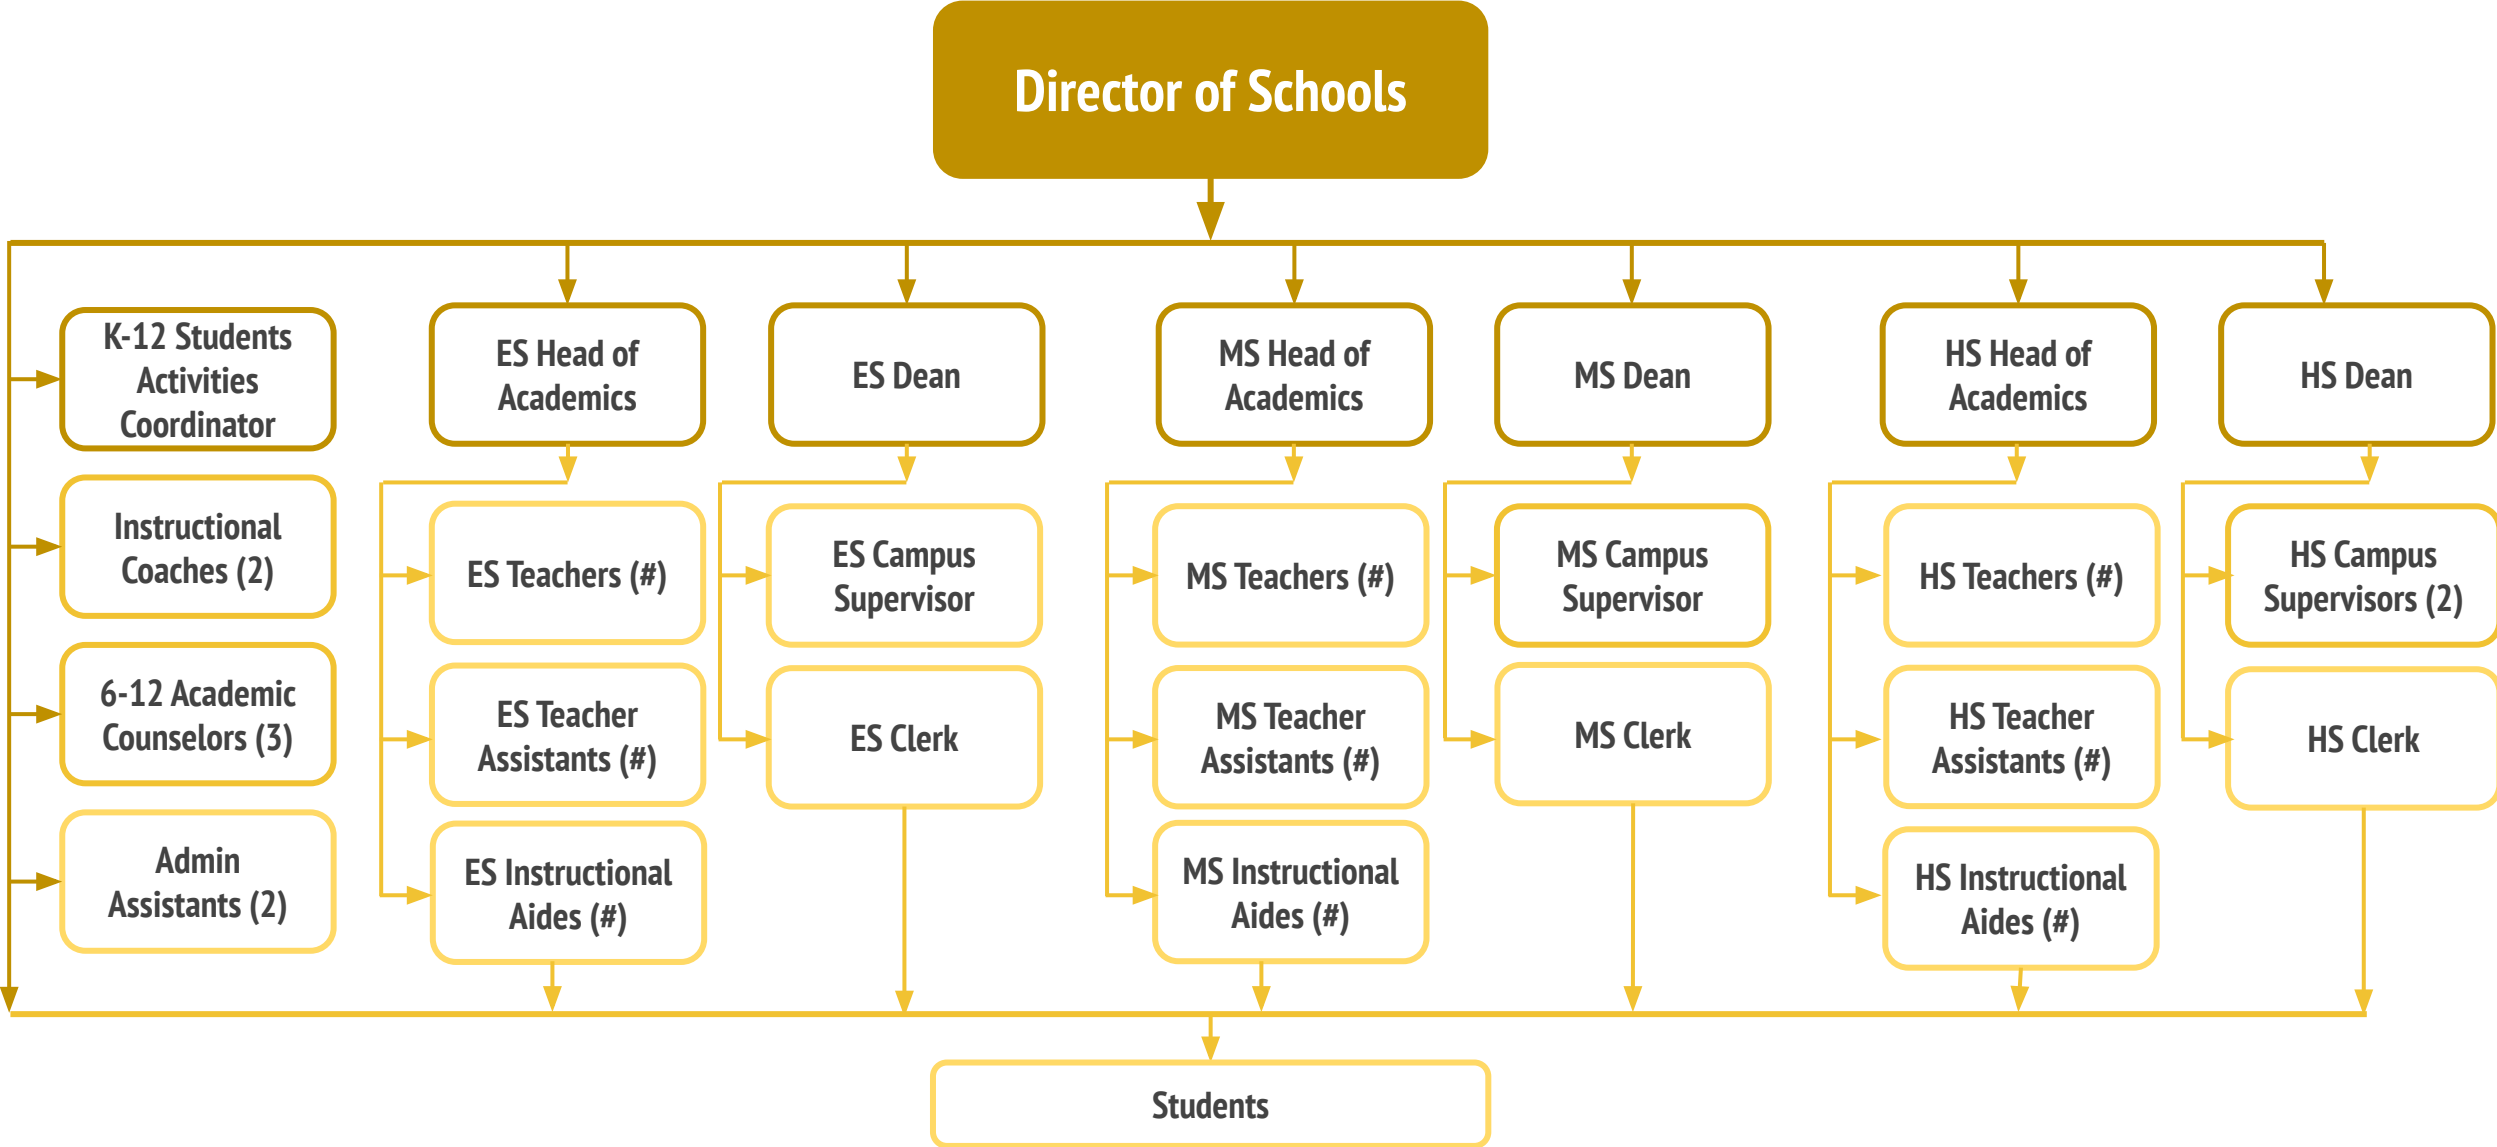 Director of Schools
K-12 Students
Activities
Coordinator
ES Head of
Academics
ES Dean
MS Head of
Academics
MS Dean
HS Head of
Academics
HS Dean
Instructional
Coaches (2)
ES Teachers (#)
ES Campus
Supervisor
MS Teachers (#)
MS Campus
Supervisor
HS Teachers (#)
HS Campus
Supervisors (2)
6-12 Academic
Counselors (3)
ES Teacher
Assistants (#)
ES Clerk
MS Teacher
Assistants (#)
MS Clerk
HS Teacher
Assistants (#)
HS Clerk
Admin
Assistants (2)
ES Instructional
Aides (#)
MS Instructional
Aides (#)
HS Instructional
Aides (#)
Students